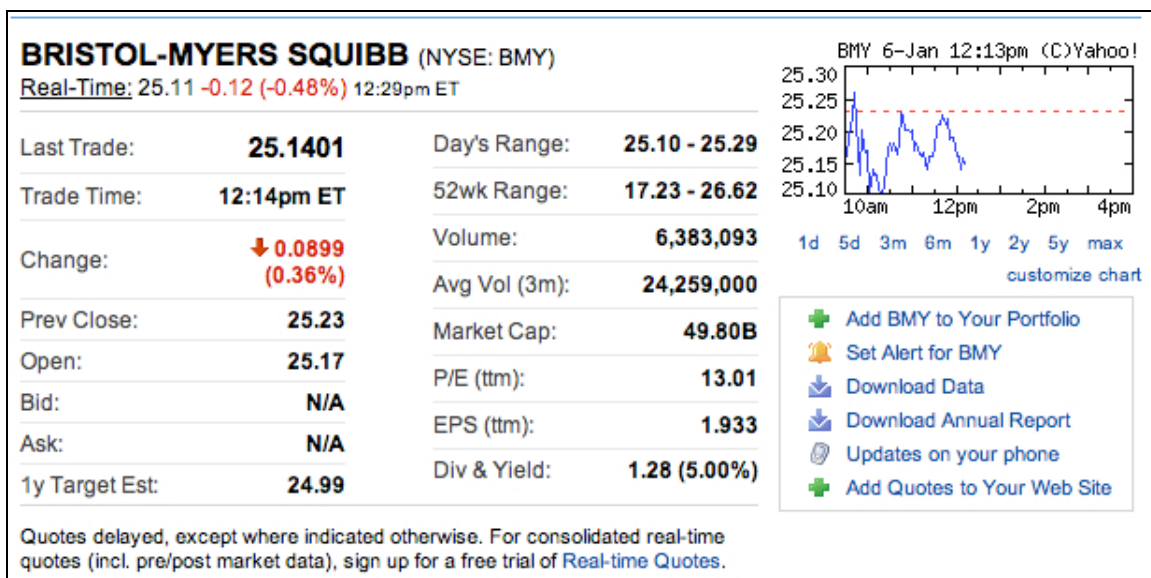 BRISTOL-MYERS SQUIBB (NYSE: BMY)
Real-Time: 25.11 -0.12 (-0.48%) 12:29pm ET
Last Trade: 25.1401
Trade Time: 12:14pm ET
Change: 0.0899
(0.36%)
Prev Close: 25.23
Open: 25.17
Bid: N/A
Ask: N/A
1y Target Est: 24.99
Day's Range: 25.10 - 25.29
52wk Range: 17.23 - 26.62
Volume: 6,383,093
Avg Vol (3m): 24,259,000
Market Cap: 49.80B
P/E (ttm): 13.01
EPS (ttm): 1.933
Div & Yield: 1.28 (5.00%)
BMY 6-Jan 12:13pm (C)Yahoo!
25.30
25.25
25.20
25.15
25.10
10am 12pm 2pm 4pm
1d 5d 3m 6m 1y 2y 5y max
customize chart
Add BMY to Your Portfolio
Set Alert for BMY
Download Data
Download Annual Report
Updates on your phone
Add Quotes to Your Web Site
Quotes delayed, except where indicated otherwise. For consolidated real-time
quotes (incl. pre/post market data), sign up for a free trial of Real-time Quotes.